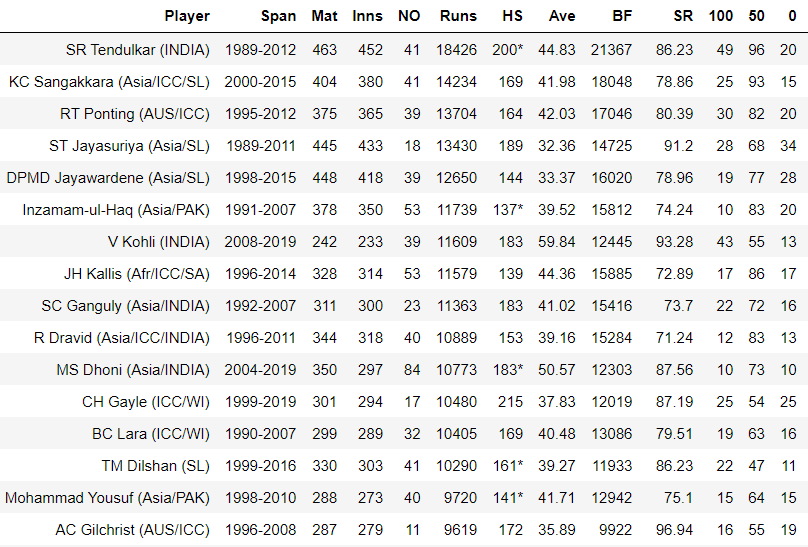 Player Span Mat Inns NO Runs HS Ave BF SR 100 50 0
SR Tendulkar (INDIA) 1989-2012 463 452 41 18426 200* 44.83 21367 86.23 49 96 20
KC Sangakkara (Asia/ICC/SL) 2000-2015 404 380 41 14234 169 41.98 18048 78.86 25 93 15
RT Ponting (AUS/ICC) 1995-2012 375 365 39 13704 164 42.03 17046 80.39 30 82 20
ST Jayasuriya (Asia/SL) 1989-2011 445 433 18 13430 189 32.36 14725 91.2 28 68 34
DPMD Jayawardene (Asia/SL) 1998-2015 448 418 39 12650 144 33.37 16020 78.96 19 77 28
Inzamam-ul-Haq (Asia/PAK) 1991-2007 378 350 53 11739 137* 39.52 15812 74.24 10 83 20
V Kohli (INDIA) 2008-2019 242 233 39 11609 183 59.84 12445 93.28 43 55 13
JH Kallis (Afr/ICC/SA) 1996-2014 328 314 53 11579 139 44.36 15885 72.89 17 86 17
SC Ganguly (Asia/INDIA) 1992-2007 311 300 23 11363 183 41.02 15416 73.7 22 72 16
R Dravid (Asia/ICC/INDIA) 1996-2011 344 318 40 10889 153 39.16 15284 71.24 12 83 13
MS Dhoni (Asia/INDIA) 2004-2019 350 297 84 10773 183* 50.57 12303 87.56 10 73 10
CH Gayle (ICC/WI) 1999-2019 301 294 17 10480 215 37.83 12019 87.19 25 54 25
BC Lara (ICC/WI) 1990-2007 299 289 32 10405 169 40.48 13086 79.51 19 63 16
TM Dilshan (SL) 1999-2016 330 303 41 10290 161* 39.27 11933 86.23 22 47 11
Mohammad Yousuf (Asia/PAK) 1998-2010 288 273 40 9720 141* 41.71 12942 75.1 15 64 15
AC Gilchrist (AUS/ICC) 1996-2008 287 279 11 9619 172 35.89 9922 96.94 16 55 19